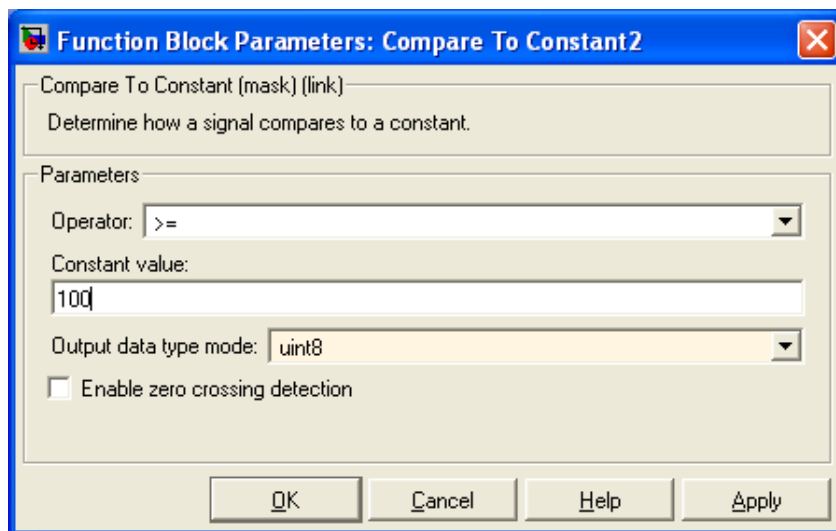 Function Block Parameters: Compare To Constant2
Compare To Constant (mask) (link)
Determine how a signal compares to a constant.
Parameters
Operator: >=
Constant value:
100
Output data type mode: uint8
Enable zero crossing detection
OK Cancel Help Apply